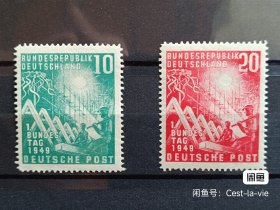 BUNDESREPUBLIK
DEUTSCHLAND
10
1.
BUNDES
TAG
1949
DEUTSCHE POST
BUNDESREPUBLIK
DEUTSCHLAND
20
1.
BUNDES
TAG
1949
DEUTSCHE POST
闲鱼
闲鱼号：Cest-la-vie